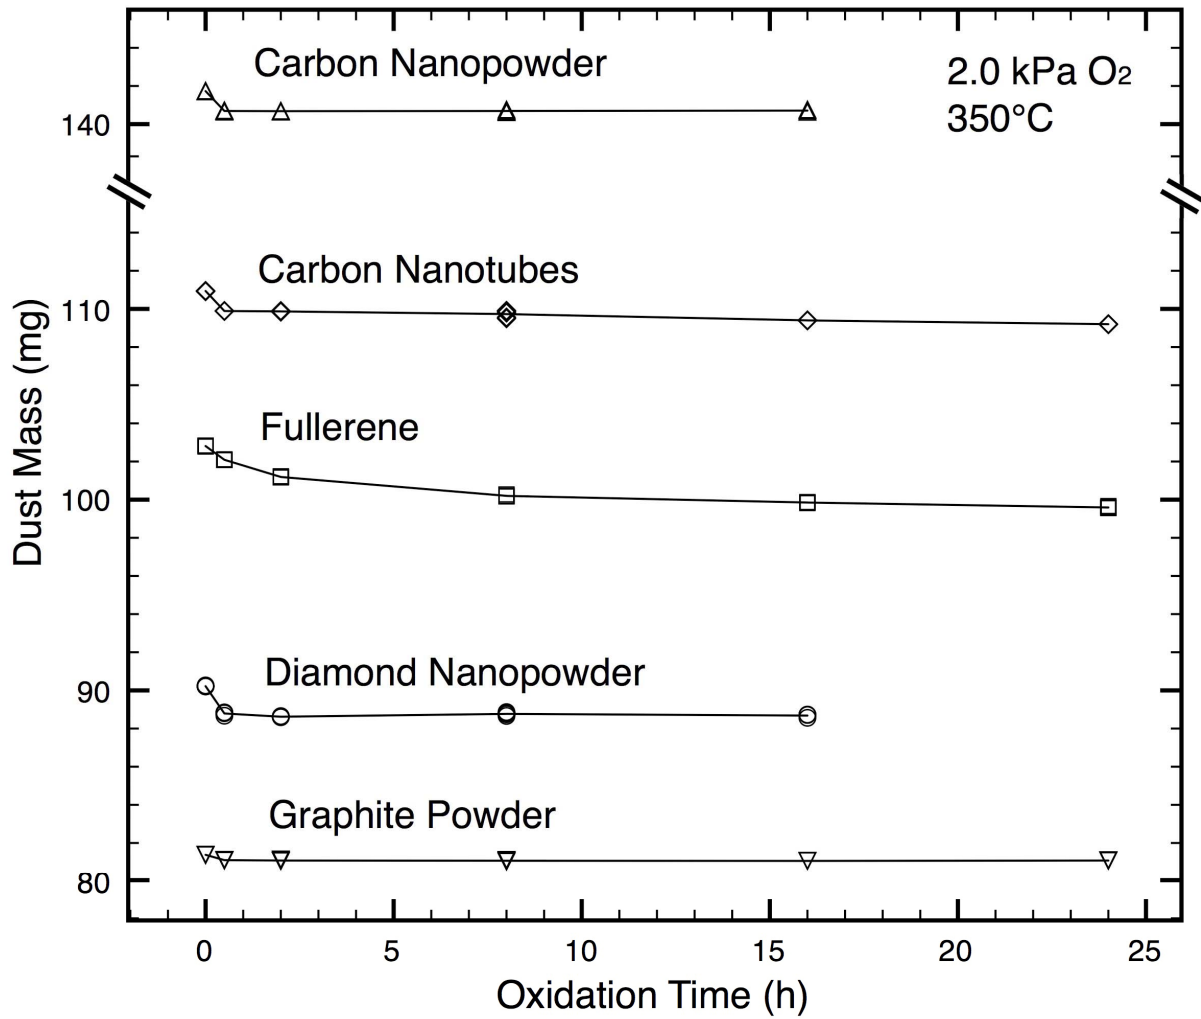 Carbon Nanopowder
2.0 kPa O2
350°C
140
Carbon Nanotubes
110
Fullerene
100
Diamond Nanopowder
90
Graphite Powder
80
Dust Mass (mg)
0 5 10 15 20 25
Oxidation Time (h)